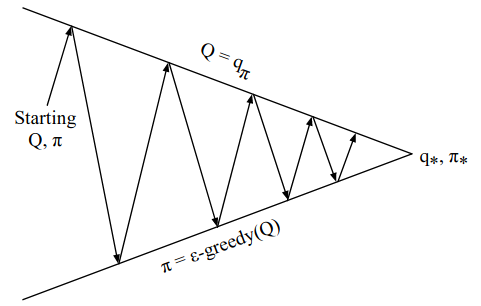 Q = qπ
Starting
Q, π
q*, π*
π = ε-greedy(Q)